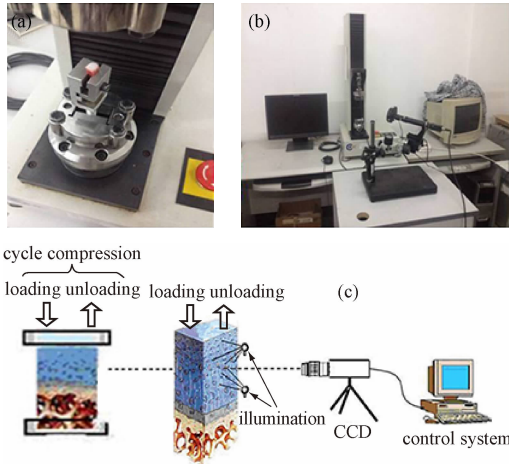 (a)
(b)
cycle compression
loading unloading
loading unloading
(c)
illumination
CCD
control system